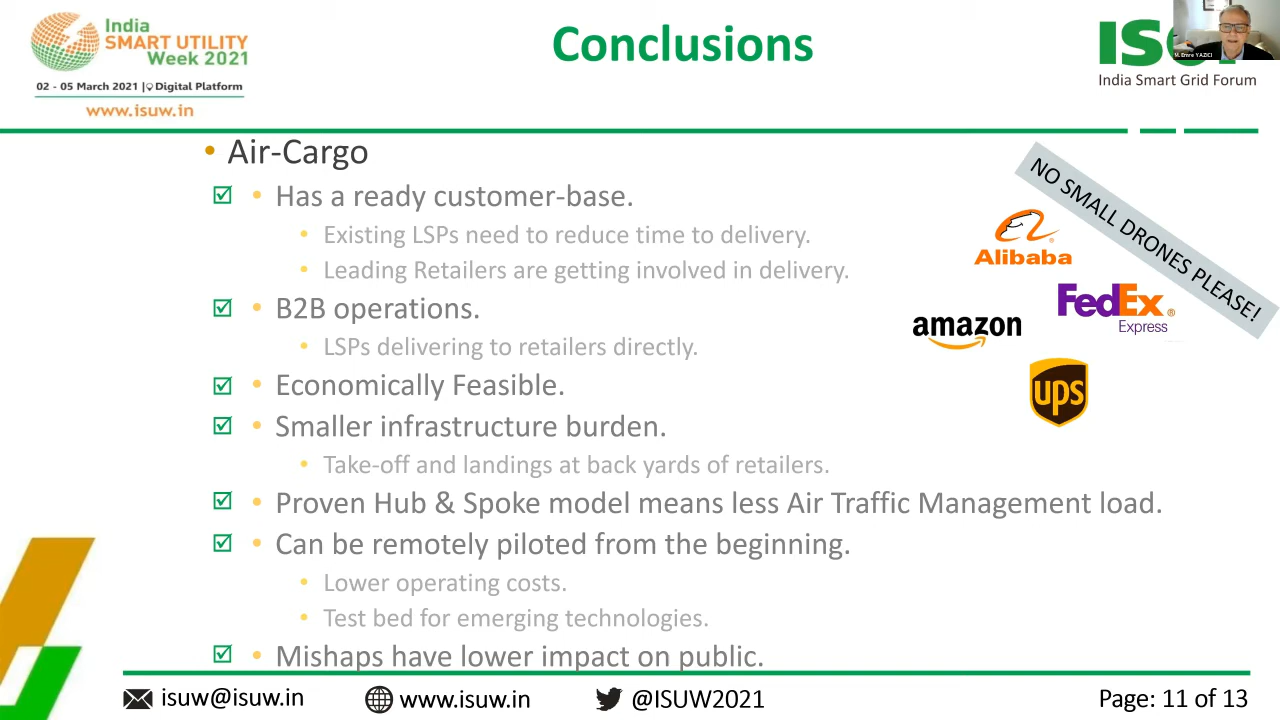 India
SMART UTILITY
Week 2021
02 - 05 March 2021 | Digital Platform
www.isuw.in
Conclusions
M. Emre YAZICI
India Smart Grid Forum
• Air-Cargo
• Has a ready customer-base.
• Existing LSPs need to reduce time to delivery.
• Leading Retailers are getting involved in delivery.
• B2B operations.
• LSPs delivering to retailers directly.
• Economically Feasible.
• Smaller infrastructure burden.
• Take-off and landings at back yards of retailers.
• Proven Hub & Spoke model means less Air Traffic Management load.
• Can be remotely piloted from the beginning.
• Lower operating costs.
• Test bed for emerging technologies.
• Mishaps have lower impact on public.
NO SMALL DRONES PLEASE!
Alibaba
FedEx
Express
amazon
ups
isuw@isuw.in
www.isuw.in
@ISUW2021
Page: 11 of 13